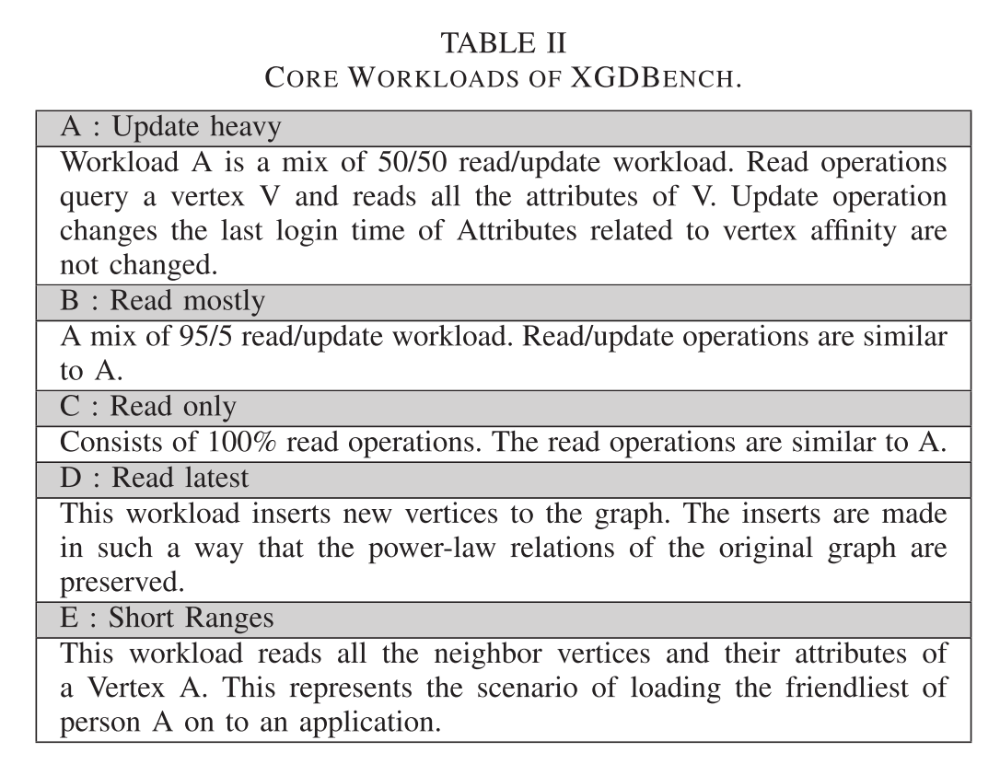 TABLE II
CORE WORKLOADS OF XGDBENCH.
A : Update heavy
Workload A is a mix of 50/50 read/update workload. Read operations
query a vertex V and reads all the attributes of V. Update operation
changes the last login time of Attributes related to vertex affinity are
not changed.
B : Read mostly
A mix of 95/5 read/update workload. Read/update operations are similar
to A.
C : Read only
Consists of 100% read operations. The read operations are similar to A.
D : Read latest
This workload inserts new vertices to the graph. The inserts are made
in such a way that the power-law relations of the original graph are
preserved.
E : Short Ranges
This workload reads all the neighbor vertices and their attributes of
a Vertex A. This represents the scenario of loading the friendliest of
person A on to an application.